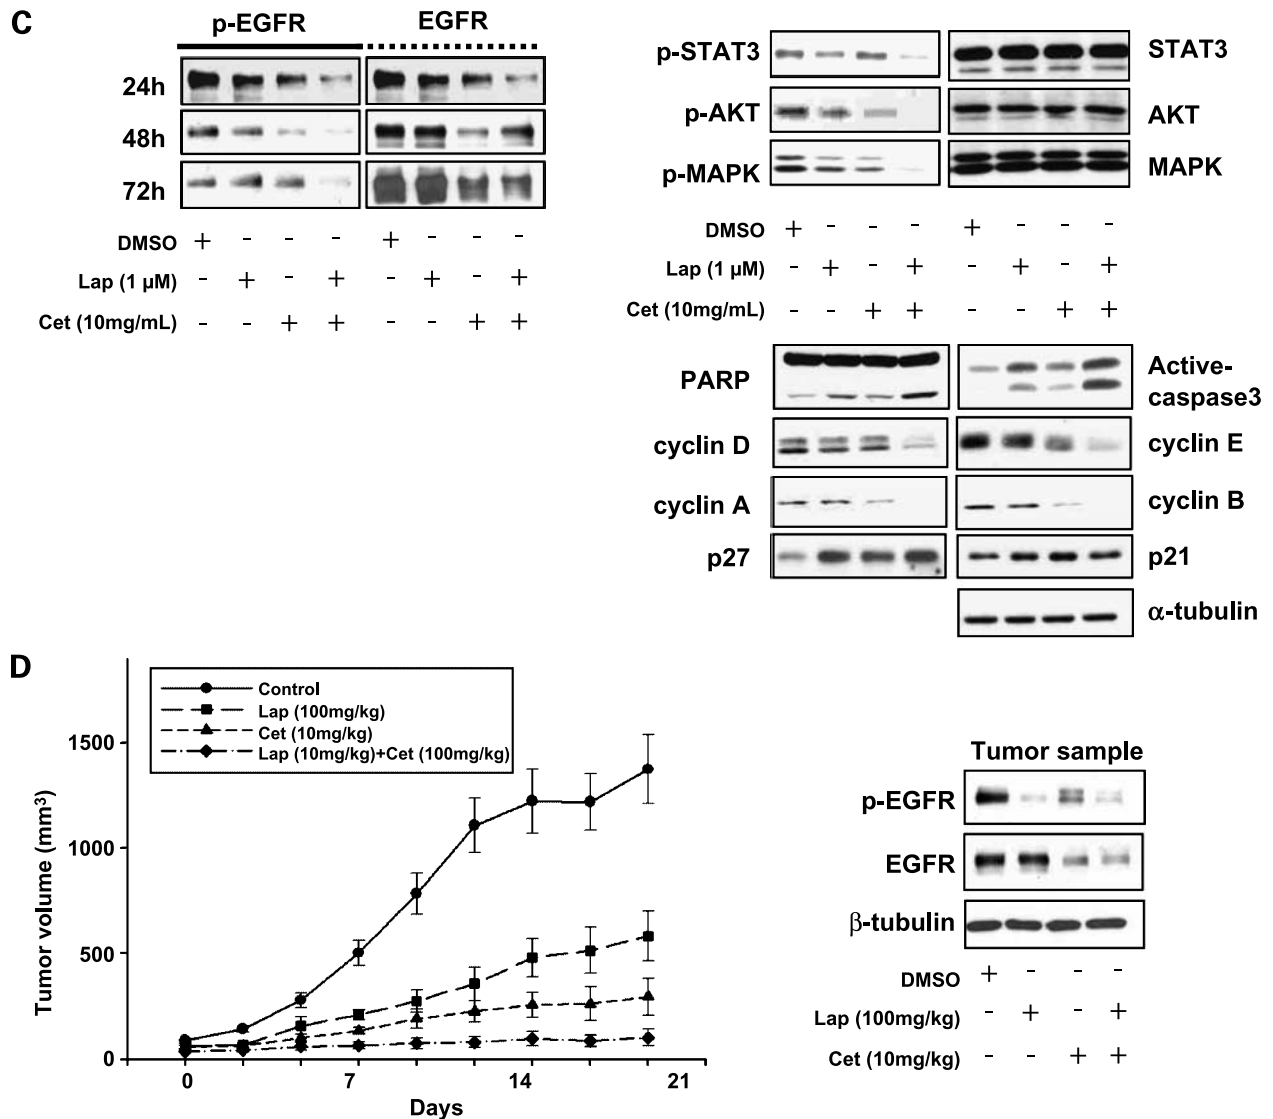 C
p-EGFR EGFR
24h
48h
72h
DMSO + - - - + - - -
Lap (1 µM) - + - + - + - +
Cet (10mg/mL) - - + + - - + +
p-STAT3 STAT3
p-AKT AKT
p-MAPK MAPK
DMSO + - - - + - - -
Lap (1 µM) - + - + - + - +
Cet (10mg/mL) - - + + - - + +
PARP Active-
caspase3
cyclin D cyclin E
cyclin A cyclin B
p27 p21
α-tubulin
D
Control
Lap (100mg/kg)
Cet (10mg/kg)
Lap (10mg/kg)+Cet (100mg/kg)
1500
1000
500
0
Tumor volume (mm³)
0 7 14 21
Days
Tumor sample
p-EGFR
EGFR
β-tubulin
DMSO + - - -
Lap (100mg/kg) - + - +
Cet (10mg/kg) - - + +